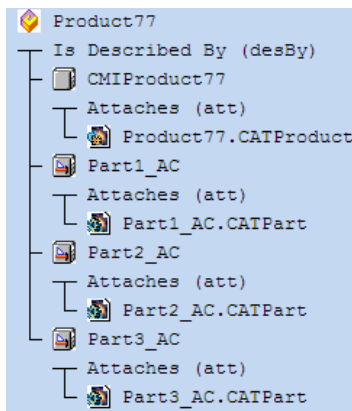 Product77
Is Described By (desBy)
CMIProduct77
Attaches (att)
Product77.CATProduct
Part1_AC
Attaches (att)
Part1_AC.CATPart
Part2_AC
Attaches (att)
Part2_AC.CATPart
Part3_AC
Attaches (att)
Part3_AC.CATPart